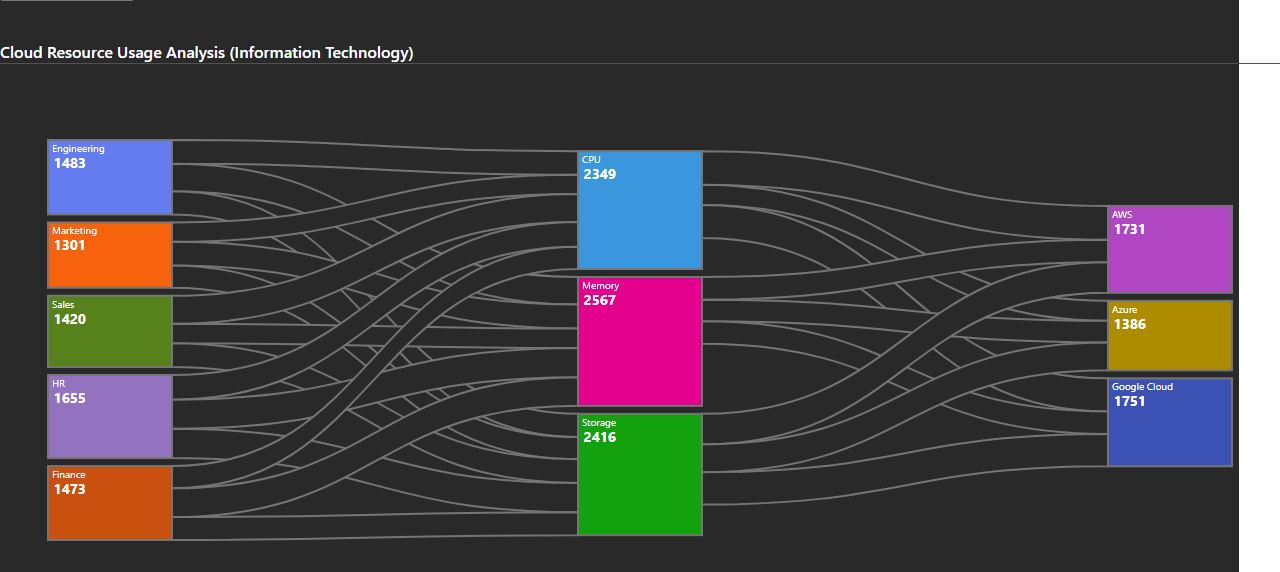 Cloud Resource Usage Analysis (Information Technology)
Engineering
1483
Marketing
1301
Sales
1420
HR
1655
Finance
1473
CPU
2349
Memory
2567
Storage
2416
AWS
1731
Azure
1386
Google Cloud
1751